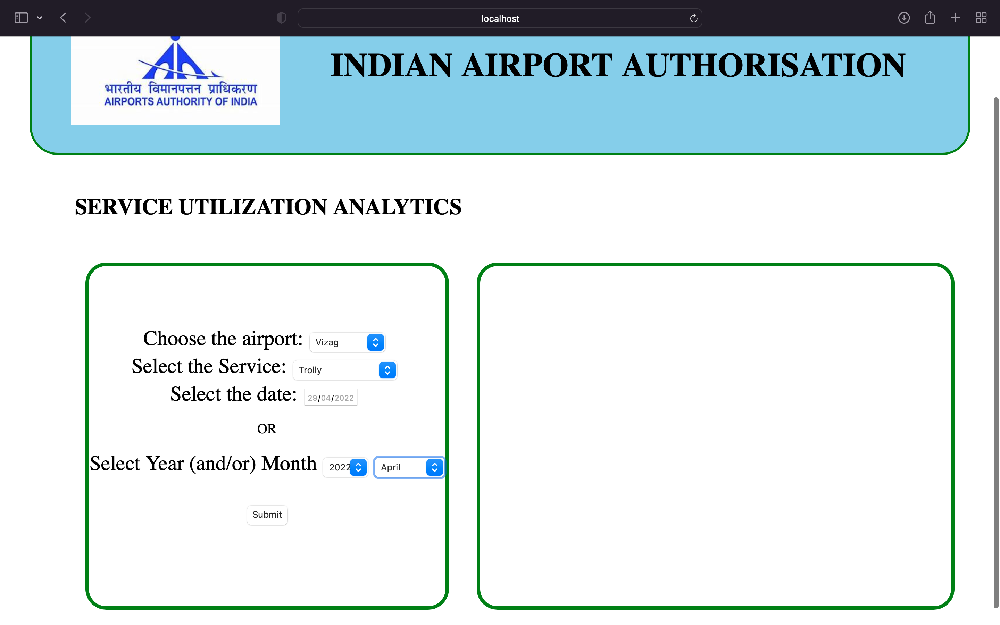 localhost
INDIAN AIRPORT AUTHORISATION
भारतीय विमानपत्तन प्राधिकरण
AIRPORTS AUTHORITY OF INDIA
SERVICE UTILIZATION ANALYTICS
Choose the airport: Vizag
Select the Service: Trolly
Select the date: 29/04/2022
OR
Select Year (and/or) Month 2022 April
Submit